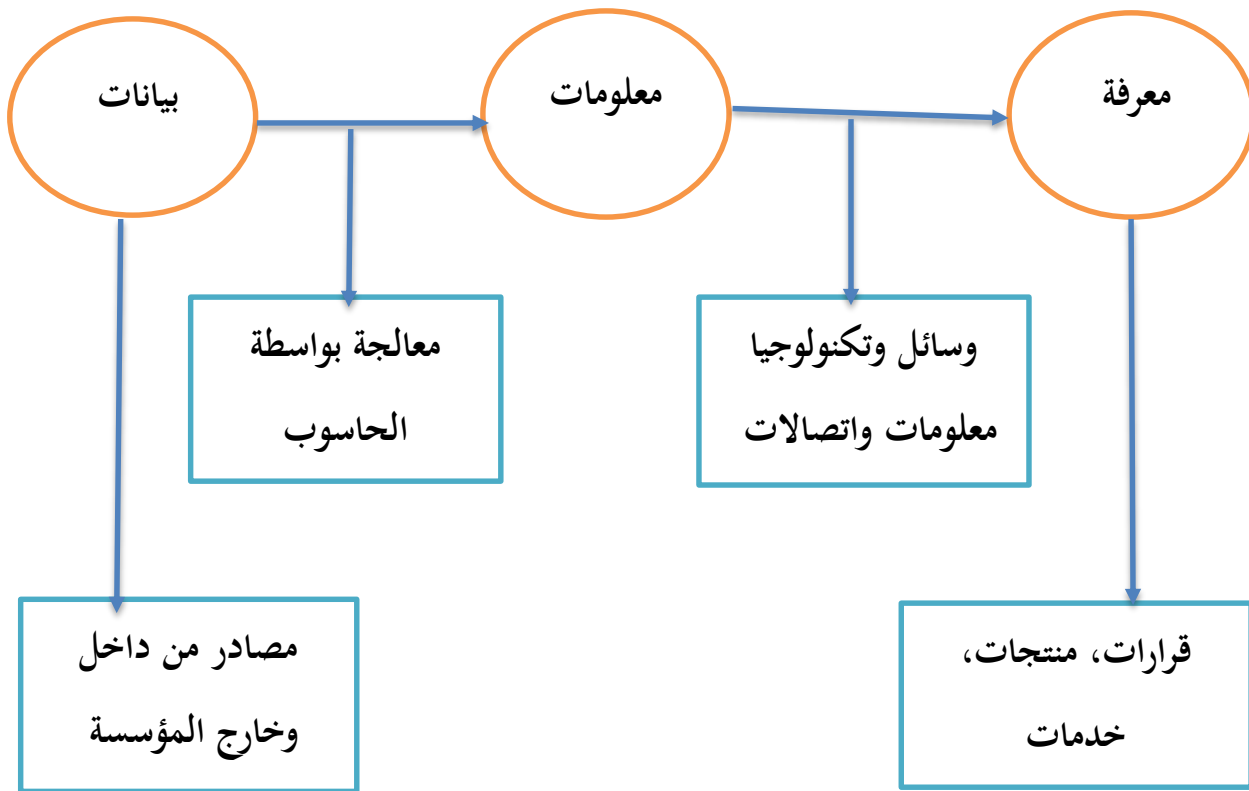 بيانات
معلومات
معرفة
معالجة بواسطة
الحاسوب
وسائل وتكنولوجيا
معلومات واتصالات
مصادر من داخل
وخارج المؤسسة
قرارات، منتجات،
خدمات